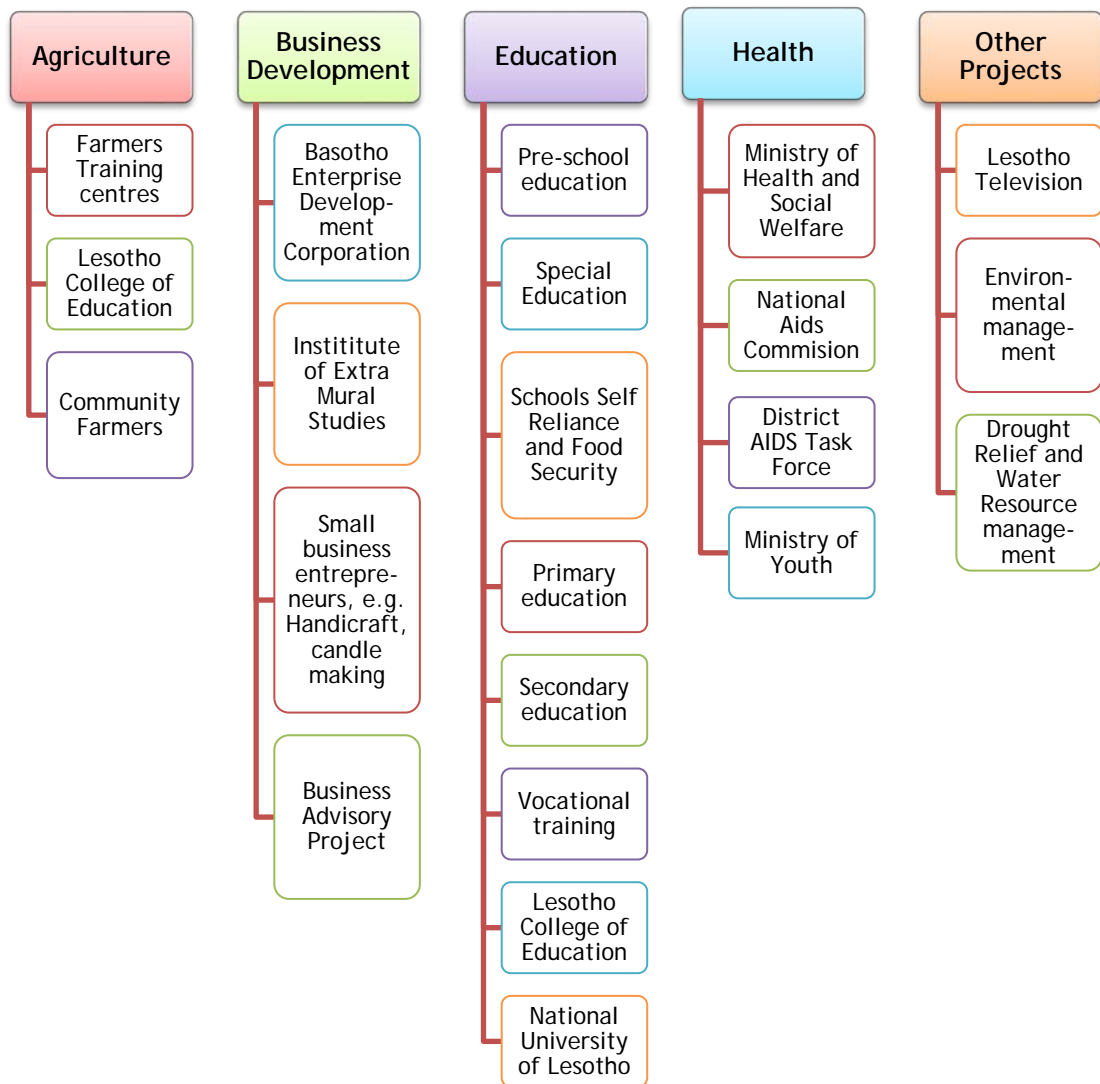 Agriculture
Farmers
Training
centres
Lesotho
College of
Education
Community
Farmers
Business
Development
Basotho
Enterprise
Develop-
ment
Corporation
Instititute
of Extra
Mural
Studies
Small
business
entrepre-
neurs, e.g.
Handicraft,
candle
making
Business
Advisory
Project
Education
Pre-school
education
Special
Education
Schools Self
Reliance
and Food
Security
Primary
education
Secondary
education
Vocational
training
Lesotho
College of
Education
National
University
of Lesotho
Health
Ministry of
Health and
Social
Welfare
National
Aids
Commision
District
AIDS Task
Force
Ministry of
Youth
Other
Projects
Lesotho
Television
Environ-
mental
manage-
ment
Drought
Relief and
Water
Resource
manage-
ment